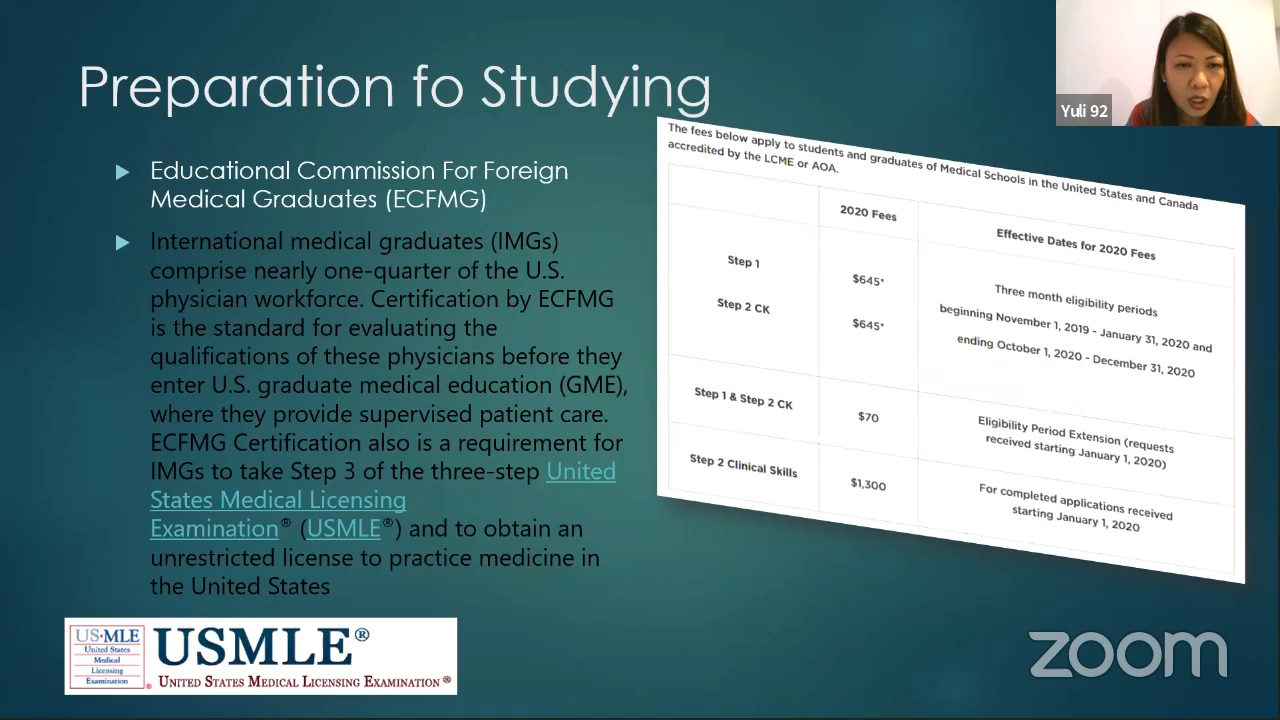 Preparation fo Studying
Yuli 92
Educational Commission For Foreign
Medical Graduates (ECFMG)
International medical graduates (IMGs)
comprise nearly one-quarter of the U.S.
physician workforce. Certification by ECFMG
is the standard for evaluating the
qualifications of these physicians before they
enter U.S. graduate medical education (GME),
where they provide supervised patient care.
ECFMG Certification also is a requirement for
IMGs to take Step 3 of the three-step United
States Medical Licensing
Examination® (USMLE®) and to obtain an
unrestricted license to practice medicine in
the United States
The fees below apply to students and graduates of Medical Schools in the United States and Canada
accredited by the LCME or AOA.
2020 Fees
Effective Dates for 2020 Fees
Step 1
$645*
Step 2 CK
$645*
Three month eligibility periods
beginning November 1, 2019 - January 31, 2020 and
ending October 1, 2020 - December 31, 2020
Step 1 & Step 2 CK
$70
Eligibility Period Extension (requests
received starting January 1, 2020)
Step 2 Clinical Skills
$1,300
For completed applications received
starting January 1, 2020
US·MLE
United States
Medical
Licensing
Examination
®
USMLE®
UNITED STATES MEDICAL LICENSING EXAMINATION®
zoom